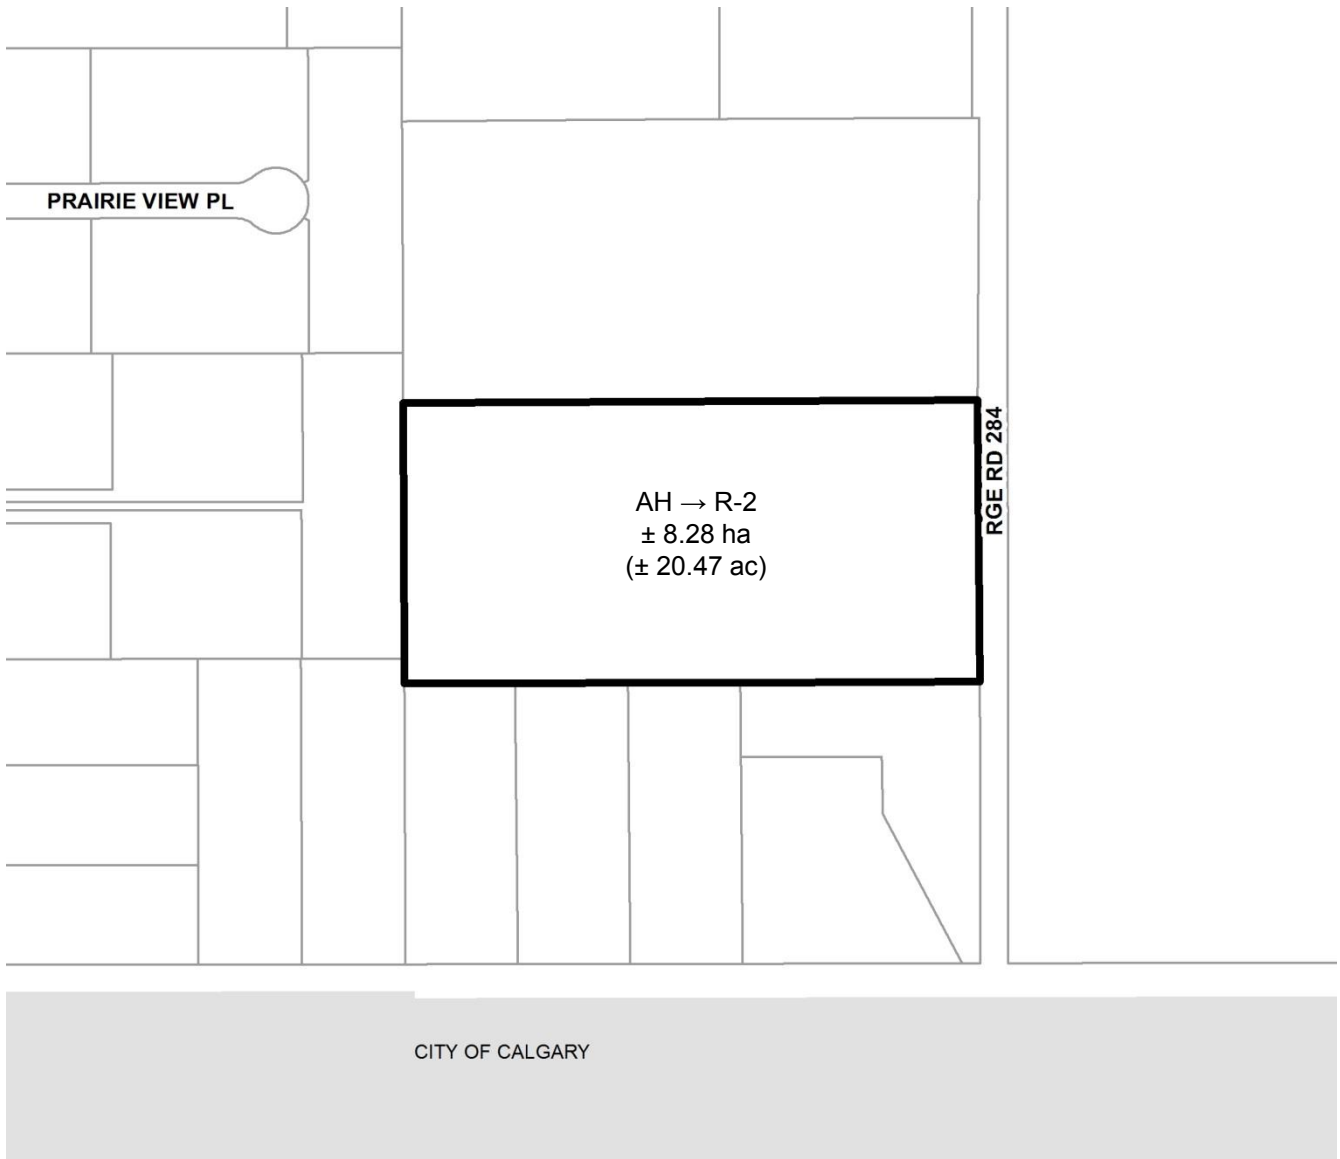 PRAIRIE VIEW PL
RGE RD 284
AH → R-2
± 8.28 ha
(± 20.47 ac)
CITY OF CALGARY